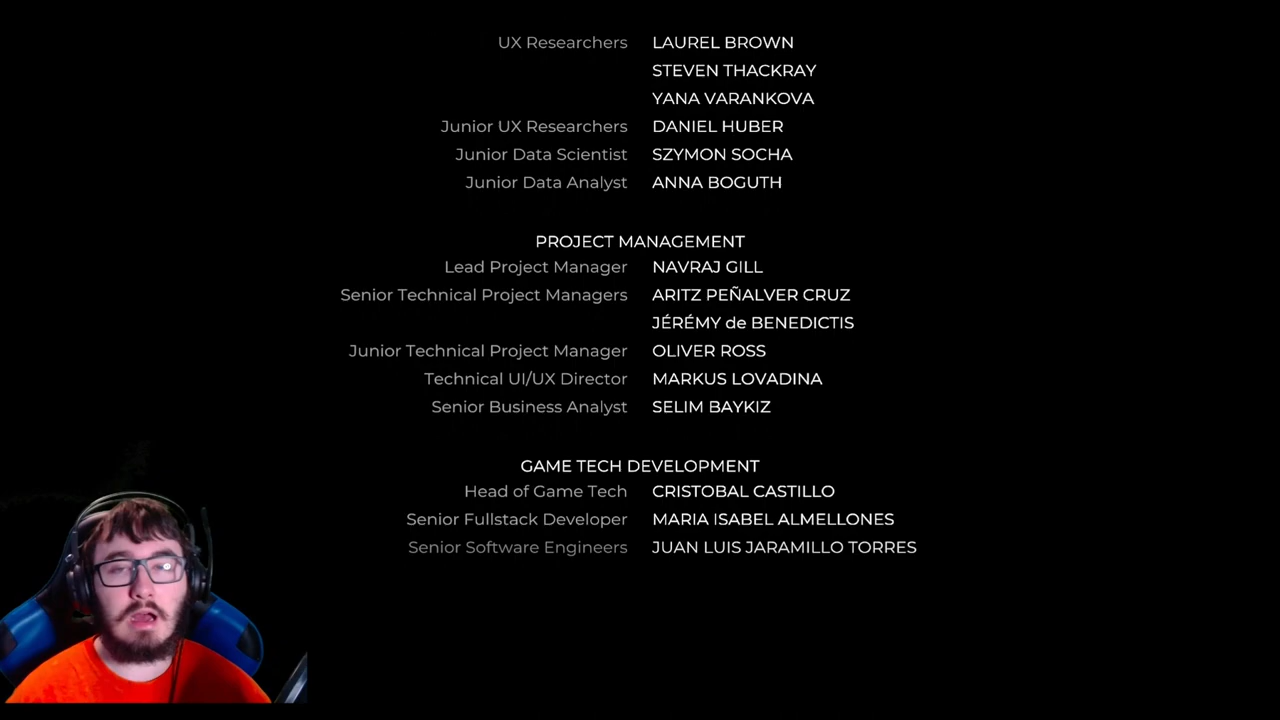 UX Researchers LAUREL BROWN
STEVEN THACKRAY
YANA VARANKOVA
Junior UX Researchers DANIEL HUBER
Junior Data Scientist SZYMON SOCHA
Junior Data Analyst ANNA BOGUTH
PROJECT MANAGEMENT
Lead Project Manager NAVRAJ GILL
Senior Technical Project Managers ARITZ PEÑALVER CRUZ
JÉRÉMY de BENEDICTIS
Junior Technical Project Manager OLIVER ROSS
Technical UI/UX Director MARKUS LOVADINA
Senior Business Analyst SELIM BAYKIZ
GAME TECH DEVELOPMENT
Head of Game Tech CRISTOBAL CASTILLO
Senior Fullstack Developer MARIA ISABEL ALMELLONES
Senior Software Engineers JUAN LUIS JARAMILLO TORRES